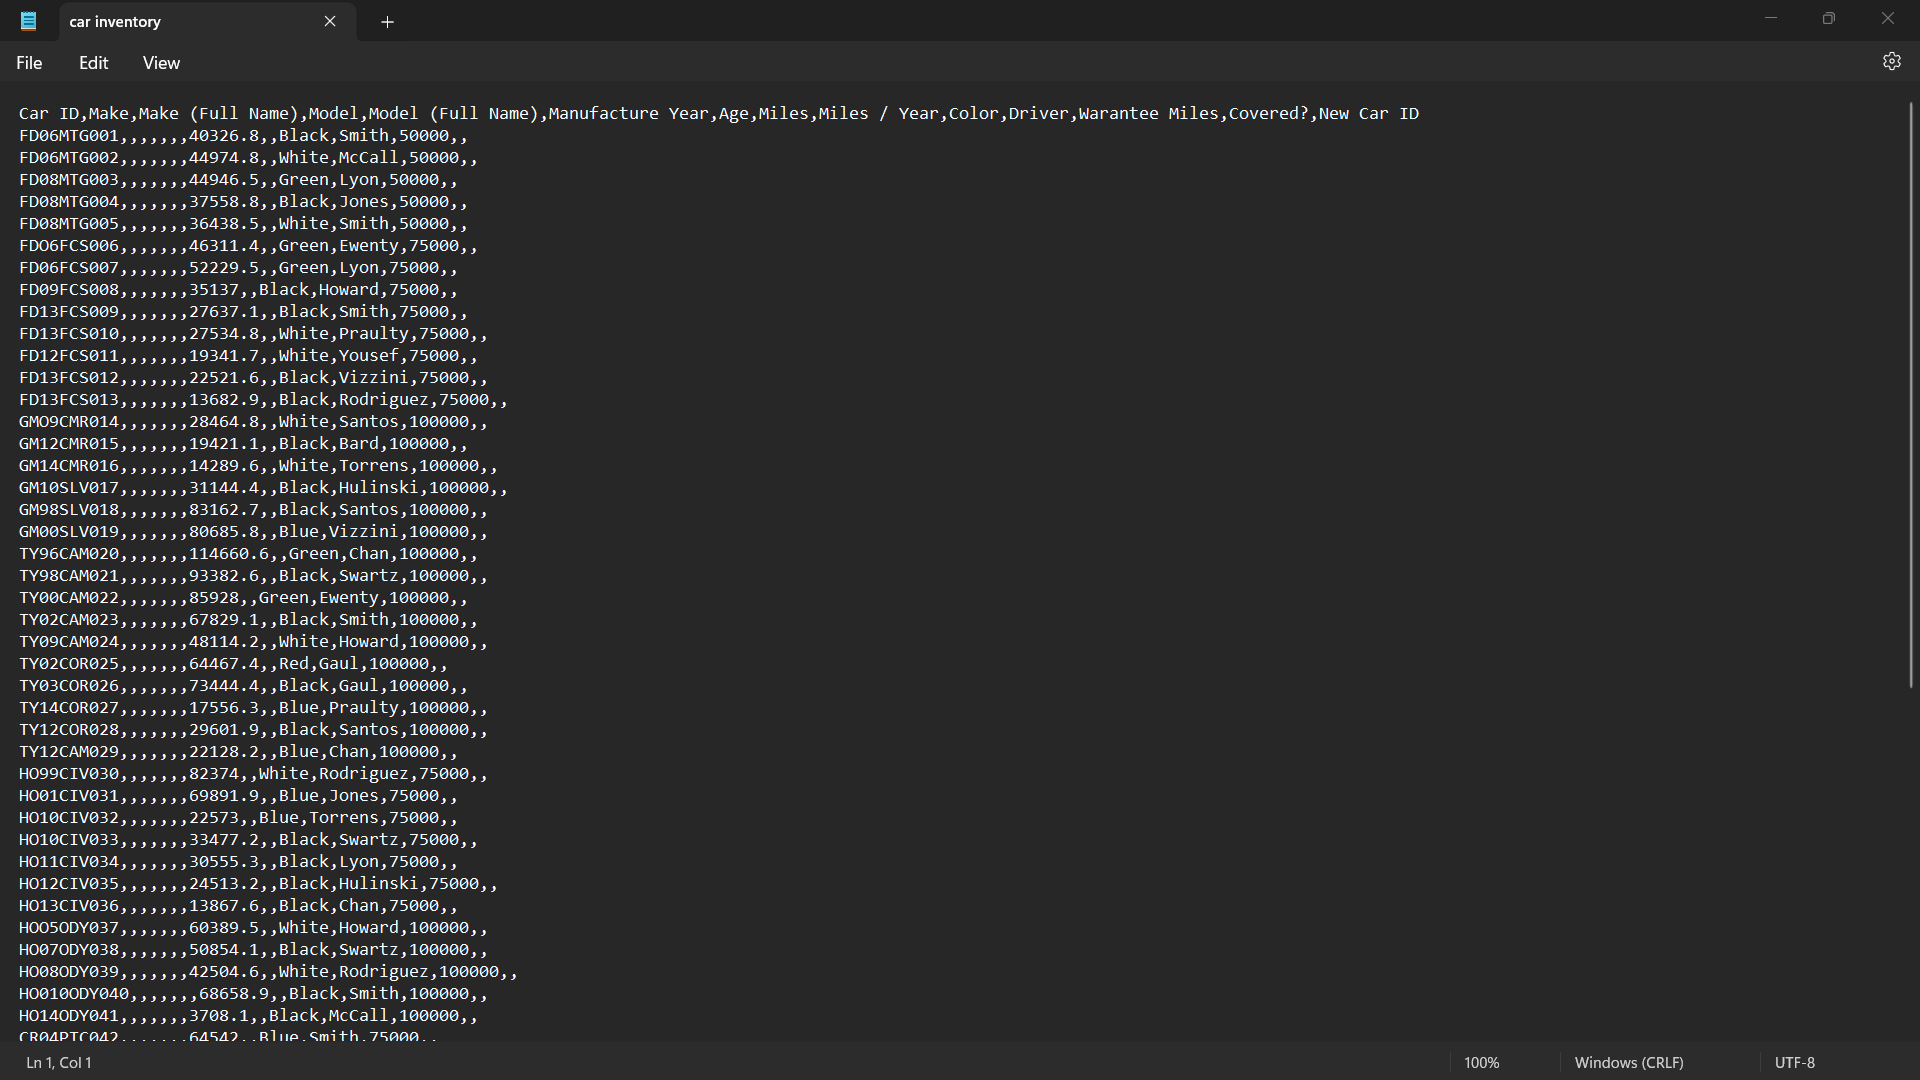 car inventory
File Edit View
Car ID,Make,Make (Full Name),Model,Model (Full Name),Manufacture Year,Age,Miles,Miles / Year,Color,Driver,Warantee Miles,Covered?,New Car ID
FD06MTG001,,,,,,,40326.8,,Black,Smith,50000,,
FD06MTG002,,,,,,,44974.8,,White,McCall,50000,,
FD08MTG003,,,,,,,44946.5,,Green,Lyon,50000,,
FD08MTG004,,,,,,,37558.8,,Black,Jones,50000,,
FD08MTG005,,,,,,,36438.5,,White,Smith,50000,,
FDO6FCS006,,,,,,,46311.4,,Green,Ewenty,75000,,
FD06FCS007,,,,,,,52229.5,,Green,Lyon,75000,,
FD09FCS008,,,,,,,35137,,Black,Howard,75000,,
FD13FCS009,,,,,,,27637.1,,Black,Smith,75000,,
FD13FCS010,,,,,,,27534.8,,White,Praulty,75000,,
FD12FCS011,,,,,,,19341.7,,White,Yousef,75000,,
FD13FCS012,,,,,,,22521.6,,Black,Vizzini,75000,,
FD13FCS013,,,,,,,13682.9,,Black,Rodriguez,75000,,
GMO9CMR014,,,,,,,28464.8,,White,Santos,100000,,
GM12CMR015,,,,,,,19421.1,,Black,Bard,100000,,
GM14CMR016,,,,,,,14289.6,,White,Torrens,100000,,
GM10SLV017,,,,,,,31144.4,,Black,Hulinski,100000,,
GM98SLV018,,,,,,,83162.7,,Black,Santos,100000,,
GM00SLV019,,,,,,,80685.8,,Blue,Vizzini,100000,,
TY96CAM020,,,,,,,114660.6,,Green,Chan,100000,,
TY98CAM021,,,,,,,93382.6,,Black,Swartz,100000,,
TY00CAM022,,,,,,,85928,,Green,Ewenty,100000,,
TY02CAM023,,,,,,,67829.1,,Black,Smith,100000,,
TY09CAM024,,,,,,,48114.2,,White,Howard,100000,,
TY02COR025,,,,,,,64467.4,,Red,Gaul,100000,,
TY03COR026,,,,,,,73444.4,,Black,Gaul,100000,,
TY14COR027,,,,,,,17556.3,,Blue,Praulty,100000,,
TY12COR028,,,,,,,29601.9,,Black,Santos,100000,,
TY12CAM029,,,,,,,22128.2,,Blue,Chan,100000,,
HO99CIV030,,,,,,,82374,,White,Rodriguez,75000,,
HO01CIV031,,,,,,,69891.9,,Blue,Jones,75000,,
HO10CIV032,,,,,,,22573,,Blue,Torrens,75000,,
HO10CIV033,,,,,,,33477.2,,Black,Swartz,75000,,
HO11CIV034,,,,,,,30555.3,,Black,Lyon,75000,,
HO12CIV035,,,,,,,24513.2,,Black,Hulinski,75000,,
HO13CIV036,,,,,,,13867.6,,Black,Chan,75000,,
HOO5ODY037,,,,,,,60389.5,,White,Howard,100000,,
HO07ODY038,,,,,,,50854.1,,Black,Swartz,100000,,
HO08ODY039,,,,,,,42504.6,,White,Rodriguez,100000,,
HO010ODY040,,,,,,,68658.9,,Black,Smith,100000,,
HO14ODY041,,,,,,,3708.1,,Black,McCall,100000,,
CR04PTC042,,,,,,,64542,,Blue,Smith,75000,,
Ln 1, Col 1 100% Windows (CRLF) UTF-8